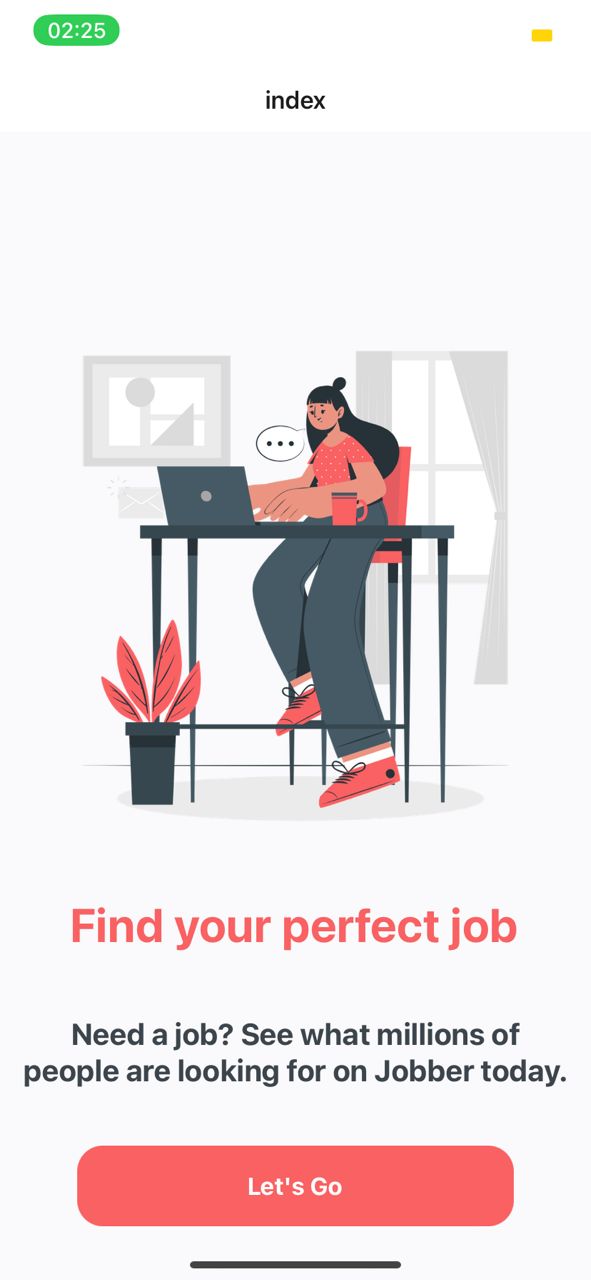 02:25
index
Find your perfect job
Need a job? See what millions of
people are looking for on Jobber today.
Let's Go